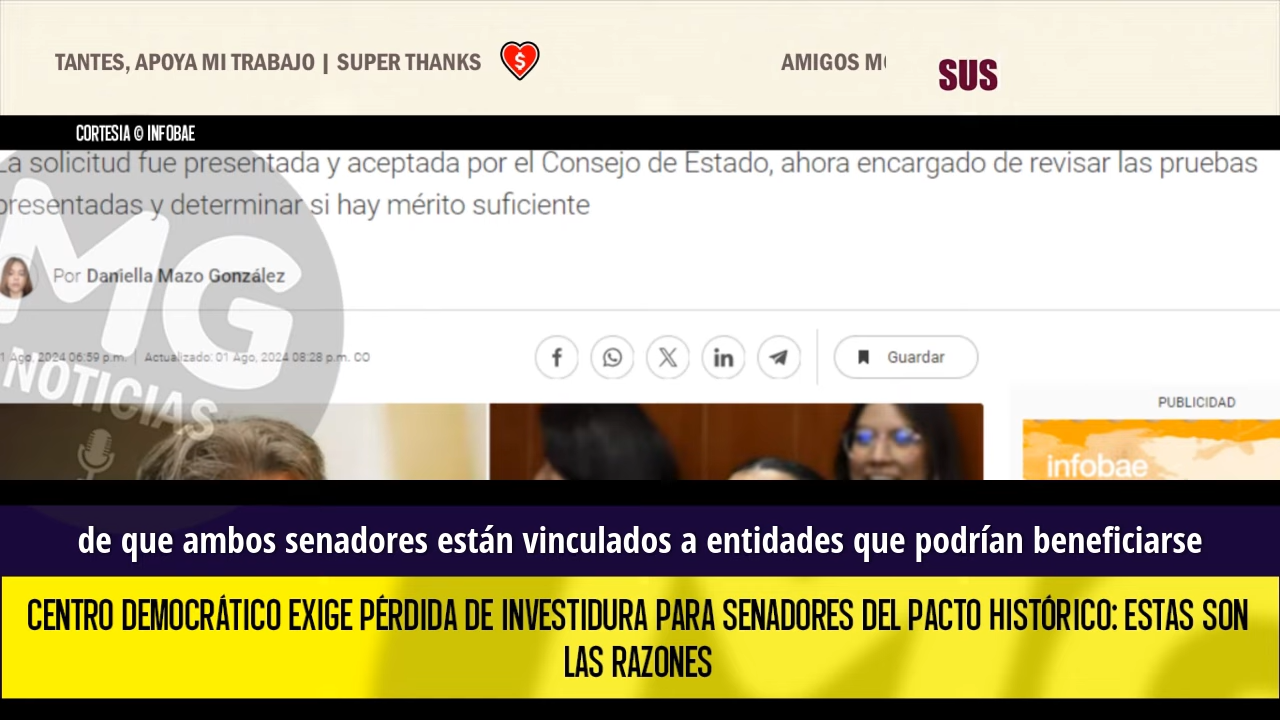 TANTES, APOYA MI TRABAJO | SUPER THANKS
AMIGOS
SUS
CORTESIA © INFOBAE
La solicitud fue presentada y aceptada por el Consejo de Estado, ahora encargado de revisar las pruebas
presentadas y determinar si hay mérito suficiente
Por Daniella Mazo González
1 Ago, 2024 06:59 p.m. | Actualizado: 01 Ago, 2024 08:28 p.m. CO
Guardar
MG
NOTICIAS
PUBLICIDAD
infobae
de que ambos senadores están vinculados a entidades que podrían beneficiarse
CENTRO DEMOCRÁTICO EXIGE PÉRDIDA DE INVESTIDURA PARA SENADORES DEL PACTO HISTÓRICO: ESTAS SON
LAS RAZONES